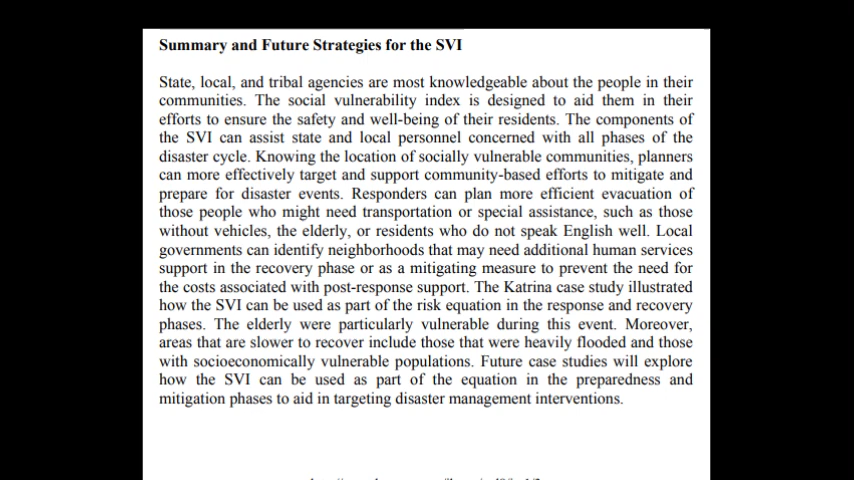 Summary and Future Strategies for the SVI
State, local, and tribal agencies are most knowledgeable about the people in their
communities. The social vulnerability index is designed to aid them in their
efforts to ensure the safety and well-being of their residents. The components of
the SVI can assist state and local personnel concerned with all phases of the
disaster cycle. Knowing the location of socially vulnerable communities, planners
can more effectively target and support community-based efforts to mitigate and
prepare for disaster events. Responders can plan more efficient evacuation of
those people who might need transportation or special assistance, such as those
without vehicles, the elderly, or residents who do not speak English well. Local
governments can identify neighborhoods that may need additional human services
support in the recovery phase or as a mitigating measure to prevent the need for
the costs associated with post-response support. The Katrina case study illustrated
how the SVI can be used as part of the risk equation in the response and recovery
phases. The elderly were particularly vulnerable during this event. Moreover,
areas that are slower to recover include those that were heavily flooded and those
with socioeconomically vulnerable populations. Future case studies will explore
how the SVI can be used as part of the equation in the preparedness and
mitigation phases to aid in targeting disaster management interventions.